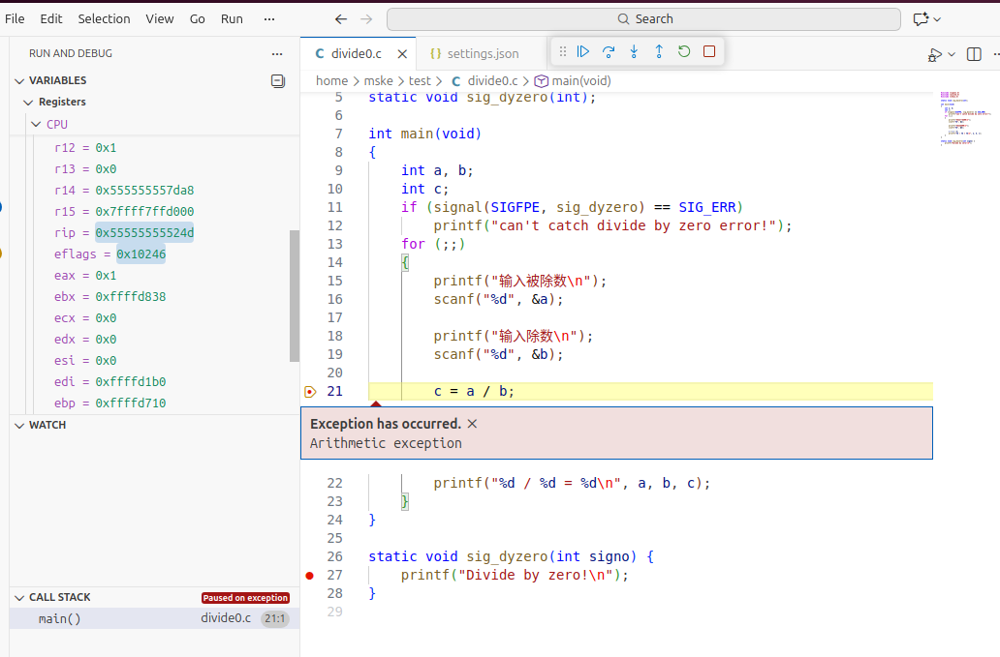 File Edit Selection View Go Run ··· Search
RUN AND DEBUG ···
VARIABLES
Registers
CPU
r12 = 0x1
r13 = 0x0
r14 = 0x555555557da8
r15 = 0x7ffff7ffd000
rip = 0x55555555524d
eflags = 0x10246
eax = 0x1
ebx = 0xffffd838
ecx = 0x0
edx = 0x0
esi = 0x0
edi = 0xffffd1b0
ebp = 0xffffd710
WATCH
CALL STACK Paused on exception
main() divide0.c 21:1
C divide0.c {} settings.json
home > mske > test > C divide0.c > main(void)
5 static void sig_dyzero(int);
6
7 int main(void)
8 {
9 int a, b;
10 int c;
11 if (signal(SIGFPE, sig_dyzero) == SIG_ERR)
12 printf("can't catch divide by zero error!");
13 for (;;)
14 {
15 printf("输入被除数\n");
16 scanf("%d", &a);
17
18 printf("输入除数\n");
19 scanf("%d", &b);
20
21 c = a / b;
Exception has occurred.
Arithmetic exception
22 printf("%d / %d = %d\n", a, b, c);
23 }
24 }
25
26 static void sig_dyzero(int signo) {
27 printf("Divide by zero!\n");
28 }
29